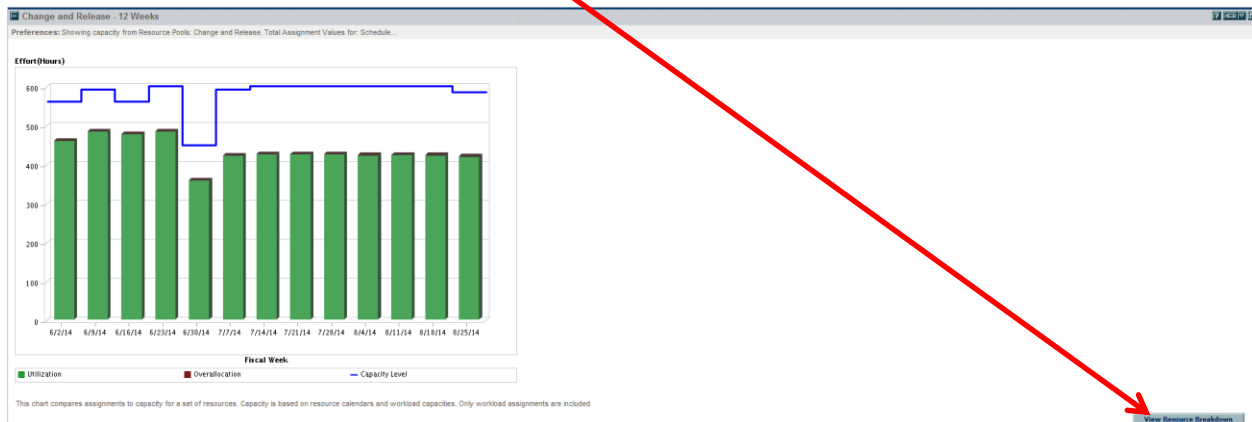 Change and Release - 12 Weeks
Preferences: Showing capacity from Resource Pools: Change and Release. Total Assignment Values for: Schedule...
Effort(Hours)
600
500
400
300
200
100
0
6/2/14 6/9/14 6/16/14 6/23/14 6/30/14 7/7/14 7/14/14 7/21/14 7/28/14 8/4/14 8/11/14 8/18/14 8/25/14
Fiscal Week
Utilization Overallocation Capacity Level
This chart compares assignments to capacity for a set of resources. Capacity is based on resource calendars and workload capacities. Only workload assignments are included.
View Resource Breakdown